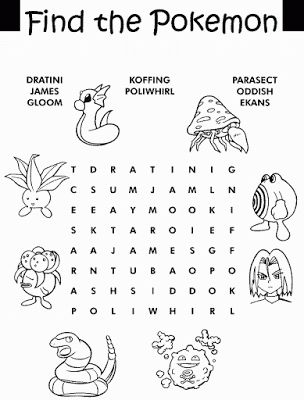 Find the Pokemon
DRATINI KOFFING PARASECT
JAMES POLIWHIRL ODDISH
GLOOM EKANS
T D R A T I N I G
C S U M J A M L N
E E A Y M O O K I
S K T A R O I E F
A A J A M E S G F
R N T U B A O P O
A S H S I D D O K
P O L I W H I R L